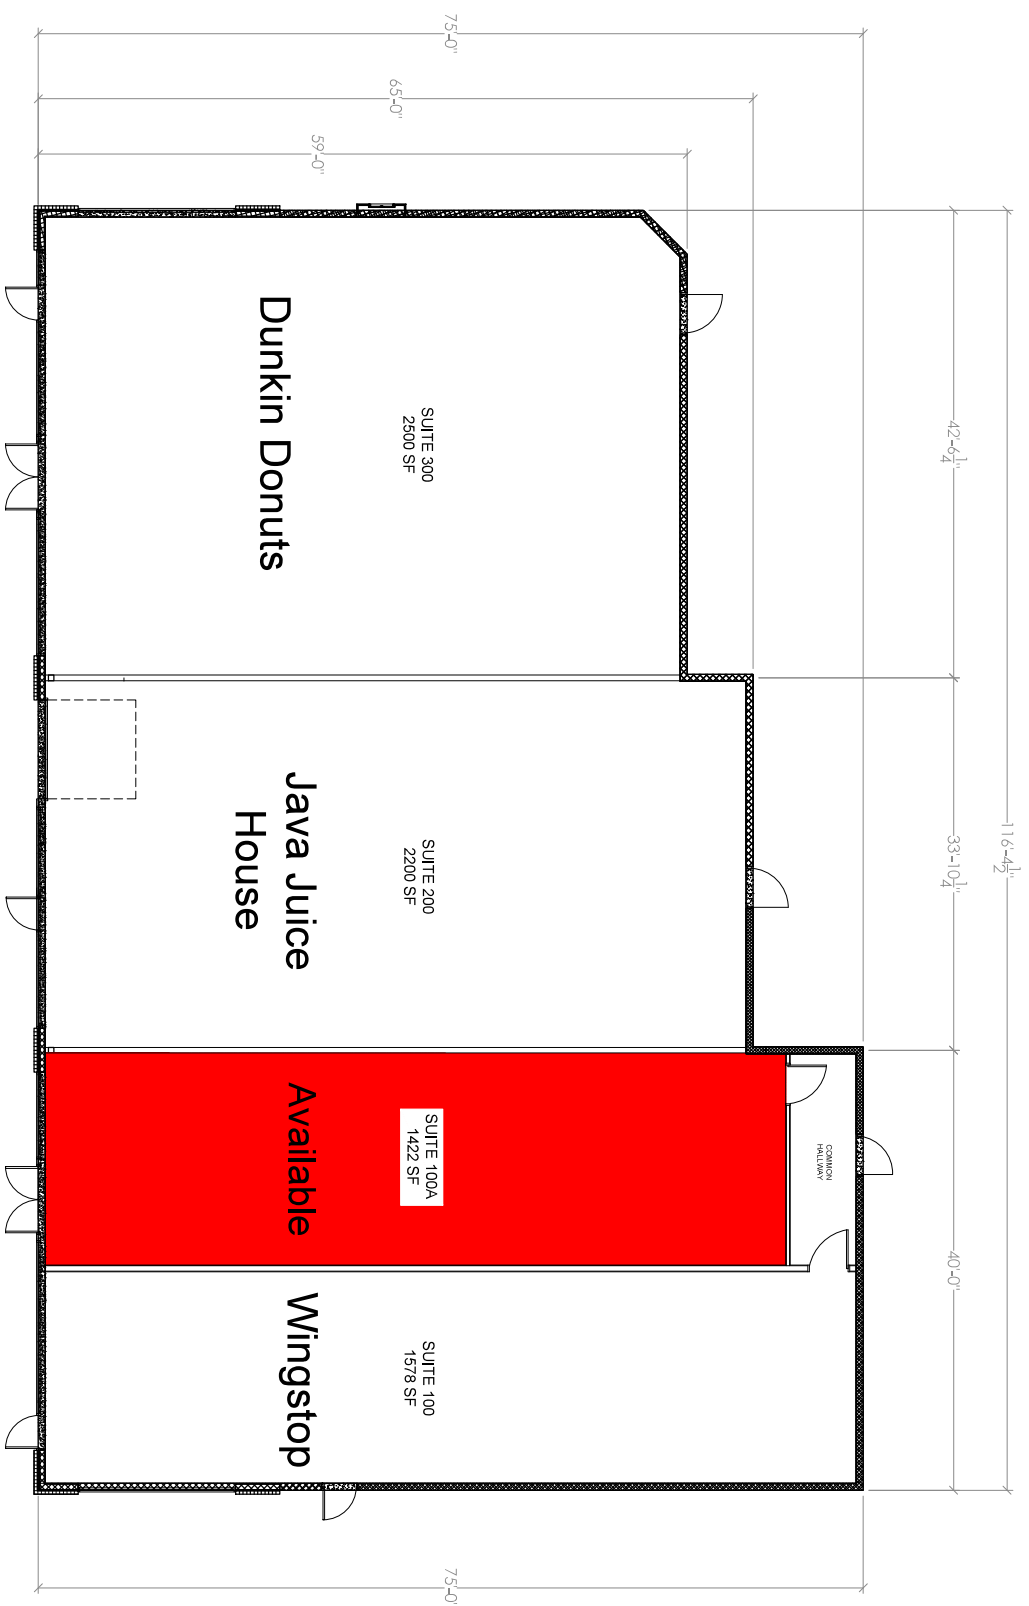 75'-0"
65'-0"
59'-0"
42'-6 1/4"
33'-10 1/4"
40'-0"
116'-4 1/2"
75'-0"
Dunkin Donuts
SUITE 300
2500 SF
Java Juice
House
SUITE 200
2200 SF
Available
SUITE 100A
1422 SF
COMMON
HALLWAY
Wingstop
SUITE 100
1578 SF